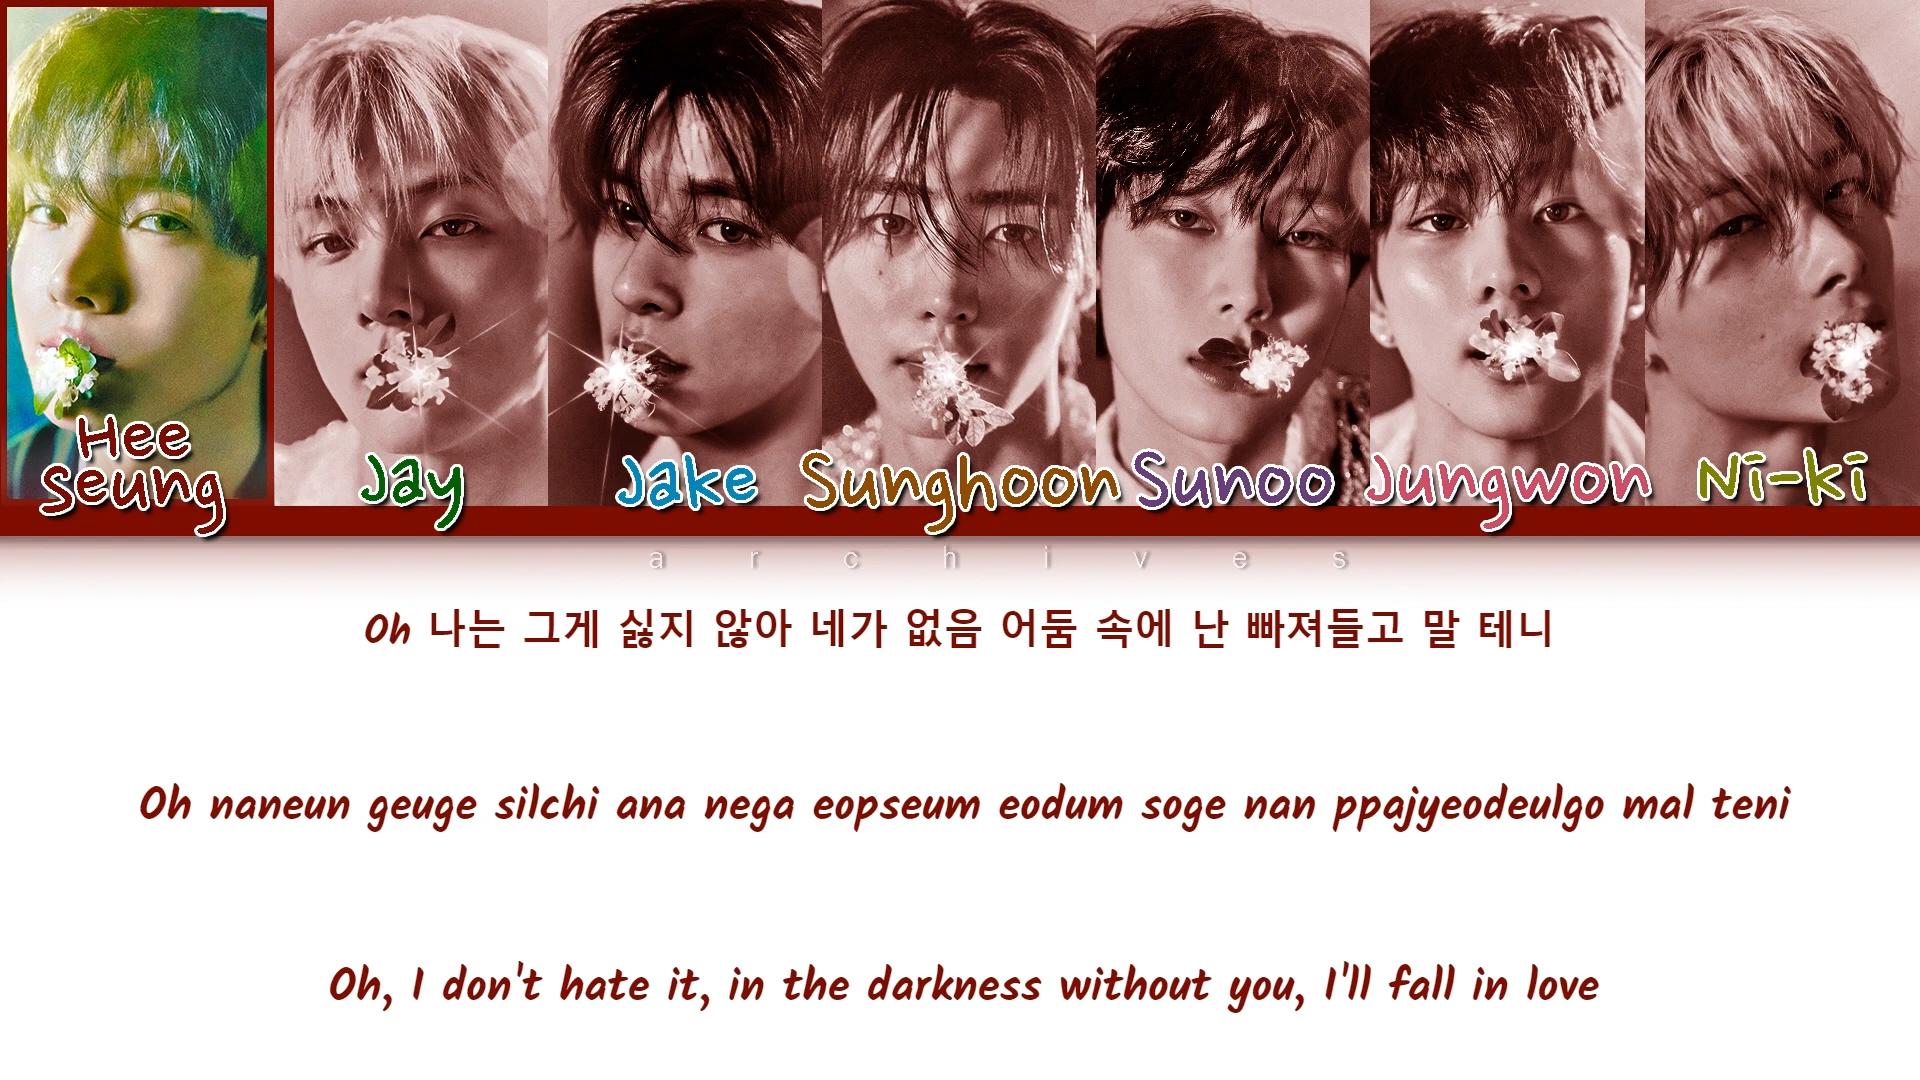 Hee
seung
Jay
Jake
Sunghoon
Sunoo
Jungwon
Ni-ki
archives
Oh 나는 그게 싫지 않아 네가 없음 어둠 속에 난 빠져들고 말 테니
Oh naneun geuge silchi ana nega eopseum eodum soge nan ppajyeodeulgo mal teni
Oh, I don't hate it, in the darkness without you, I'll fall in love